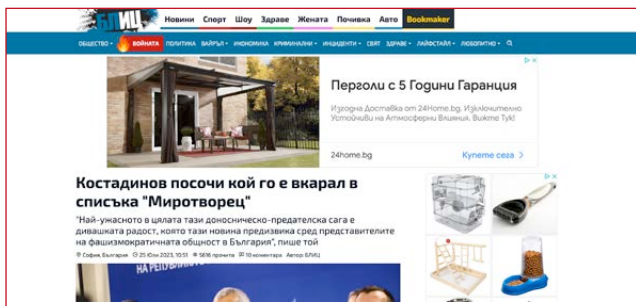 БЛИЦ Новини Спорт Шоу Здраве Жената Почивка Авто Bookmaker
ОБЩЕСТВО ВОЙНАТА ПОЛИТИКА ВАЙРЪЛ ИКОНОМИКА КРИМИНАЛНИ ИНЦИДЕНТИ СВЯТ ЗДРАВЕ ЛАЙФСТАЙЛ ЛЮБОПИТНО
Перголи с 5 Години Гаранция
Изгодна Доставка от 24Home.bg. Изключително
Устойчиви на Атмосферни Влияния. Вижте Тук!
24home.bg Купете сега
Костадинов посочи кой го е вкарал в
списъка "Миротворец"
"Най-ужасното в цялата тази доносническо-предателска сага е
дивашката радост, която тази новина предизвика сред представителите
на фашизмократичната общност в България", пише той
София, България 25 Юли 2023, 10:51 5616 прочита 10 коментара Автор: БЛИЦ
НА РЕПУБЛИК